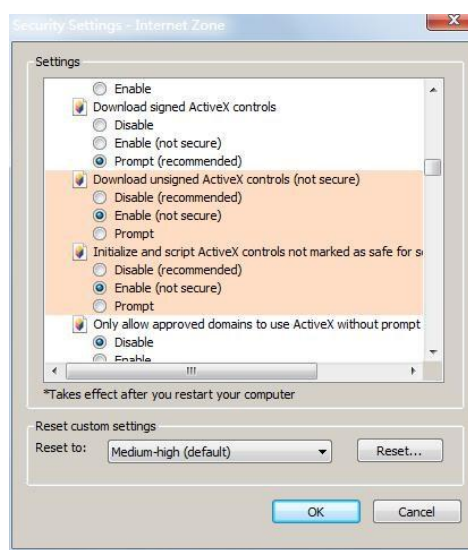 Security Settings - Internet Zone
Settings
Enable
Download signed ActiveX controls
Disable
Enable (not secure)
Prompt (recommended)
Download unsigned ActiveX controls (not secure)
Disable (recommended)
Enable (not secure)
Prompt
Initialize and script ActiveX controls not marked as safe for s
Disable (recommended)
Enable (not secure)
Prompt
Only allow approved domains to use ActiveX without prompt
Disable
Enable
*Takes effect after you restart your computer
Reset custom settings
Reset to:
Medium-high (default)
Reset...
OK
Cancel